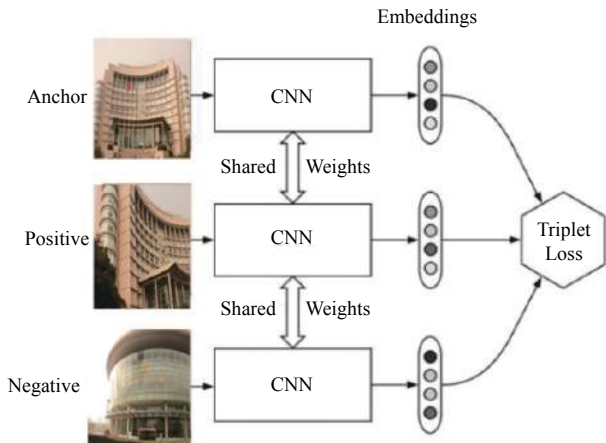 Embeddings
Anchor
CNN
Shared Weights
Positive
CNN
Triplet
Loss
Shared Weights
Negative
CNN